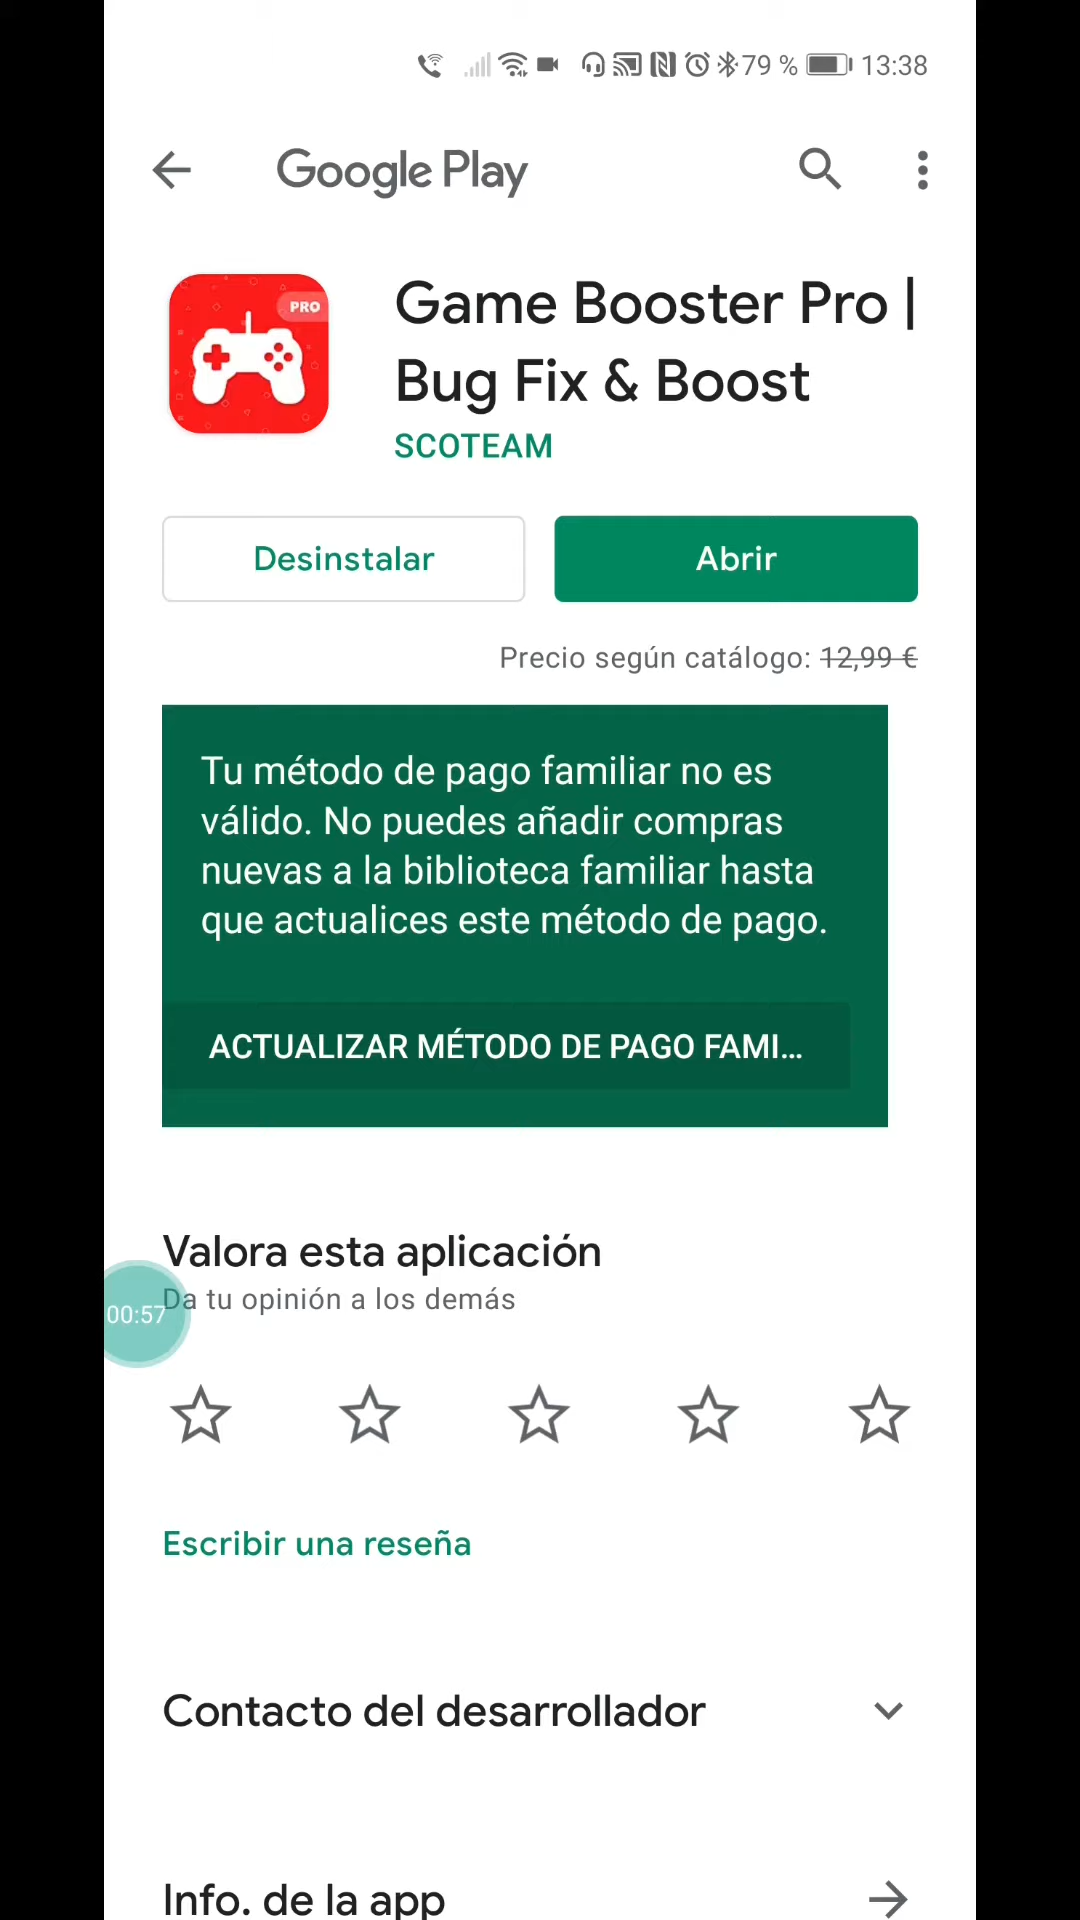 79 % 13:38
Google Play
PRO
Game Booster Pro |
Bug Fix & Boost
SCOTEAM
Desinstalar
Abrir
Precio según catálogo: 12,99 €
Tu método de pago familiar no es
válido. No puedes añadir compras
nuevas a la biblioteca familiar hasta
que actualices este método de pago.
ACTUALIZAR MÉTODO DE PAGO FAMI...
Valora esta aplicación
Da tu opinión a los demás
00:57
Escribir una reseña
Contacto del desarrollador
Info. de la app